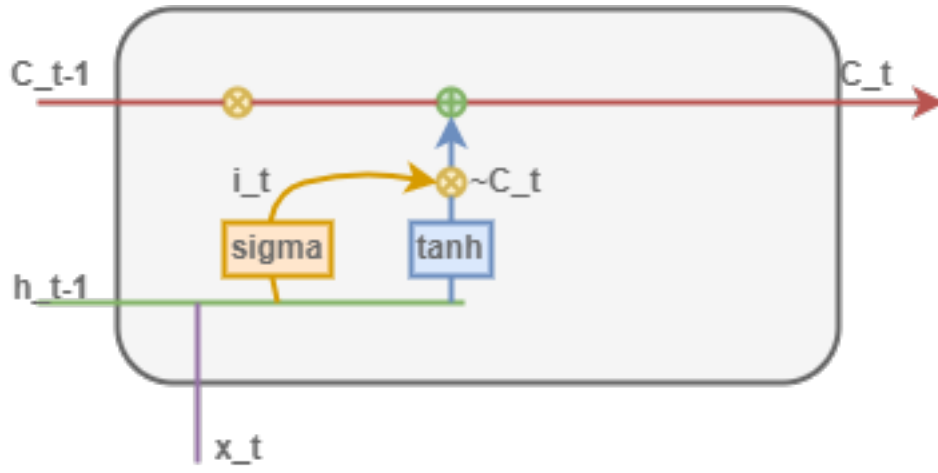 C_t-1
C_t
i_t
~C_t
sigma
tanh
h_t-1
x_t